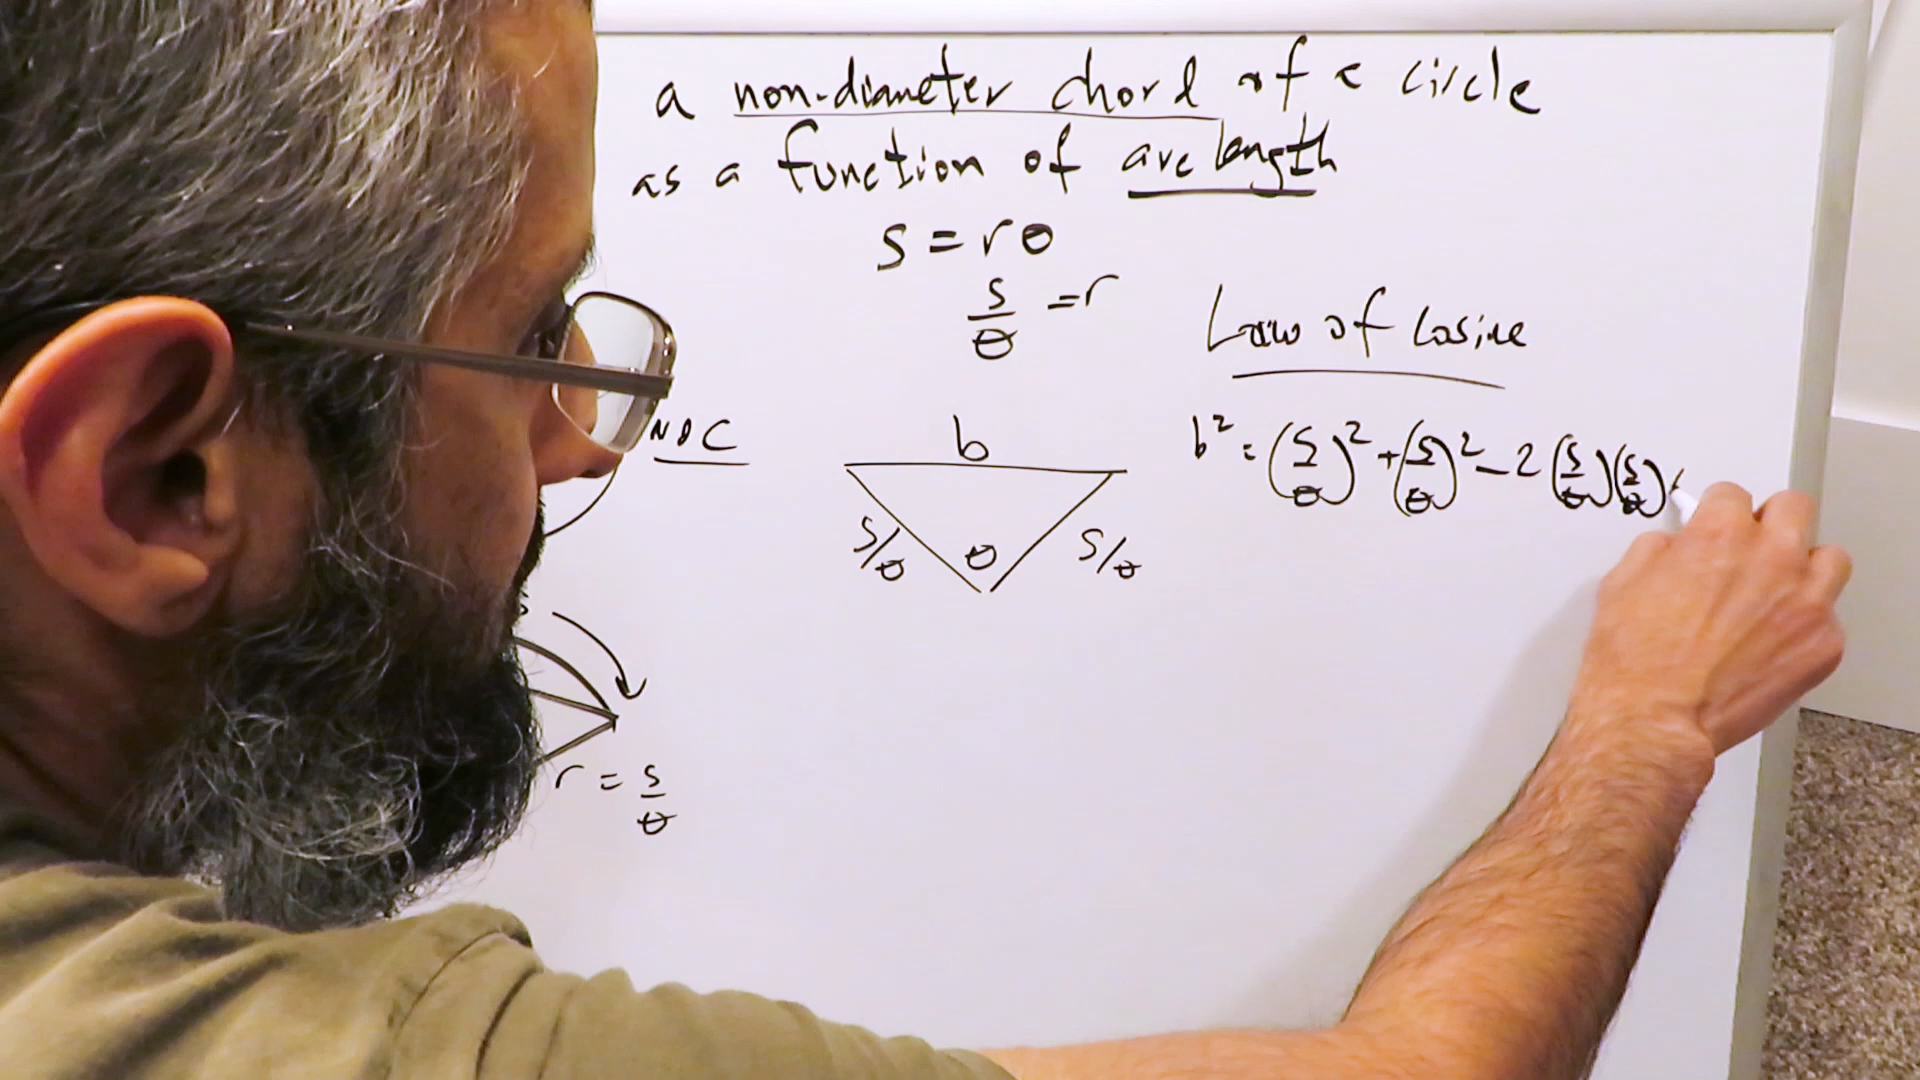 a non-diameter chord of a circle
as a function of arc length
s = rθ
s/θ = r
Law of Cosine
NDC
b
b² = (s/θ)² + (s/θ)² - 2 (s/θ)(s/θ)
s/θ
θ
s/θ
r = s/θ